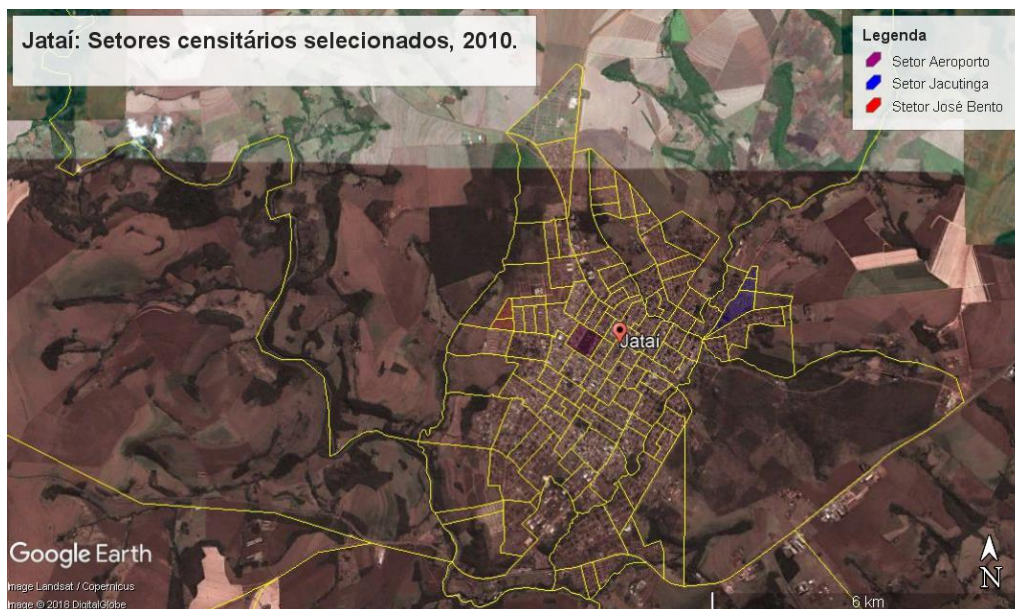 Jataí: Setores censitários selecionados, 2010.
Legenda
Setor Aeroporto
Setor Jacutinga
Stetor José Bento
Jataí
Google Earth
N
Image Landsat / Copernicus
Image © 2018 DigitalGlobe
6 km